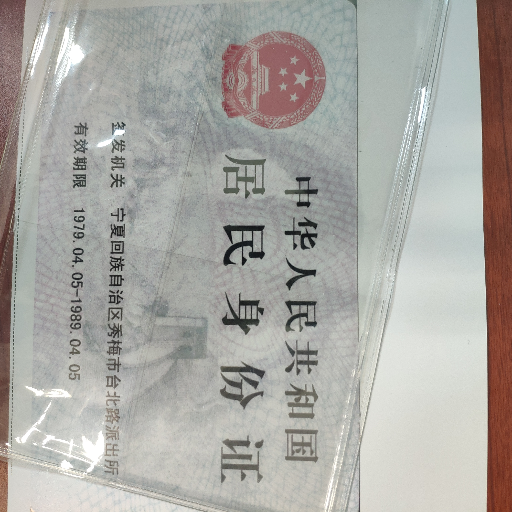 中华人民共和国
居民身份证
签发机关 宁夏回族自治区秀梅市台北路派出所
有效期限 1979.04.05-1989.04.05